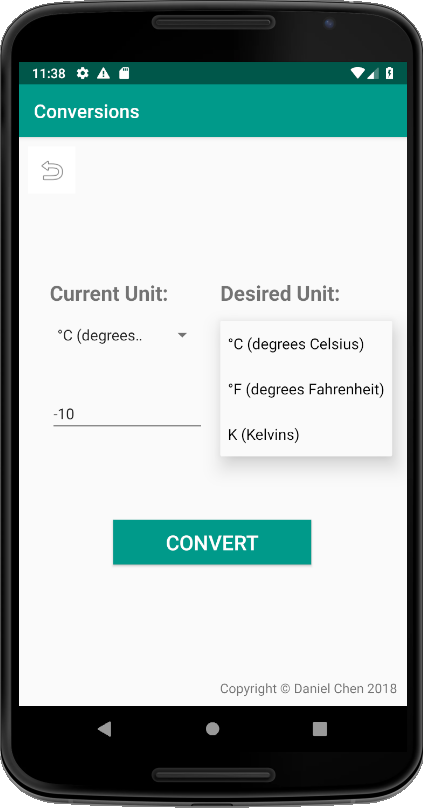 11:38
Conversions
Current Unit:
Desired Unit:
°C (degrees..
°C (degrees Celsius)
°F (degrees Fahrenheit)
K (Kelvins)
-10
CONVERT
Copyright © Daniel Chen 2018